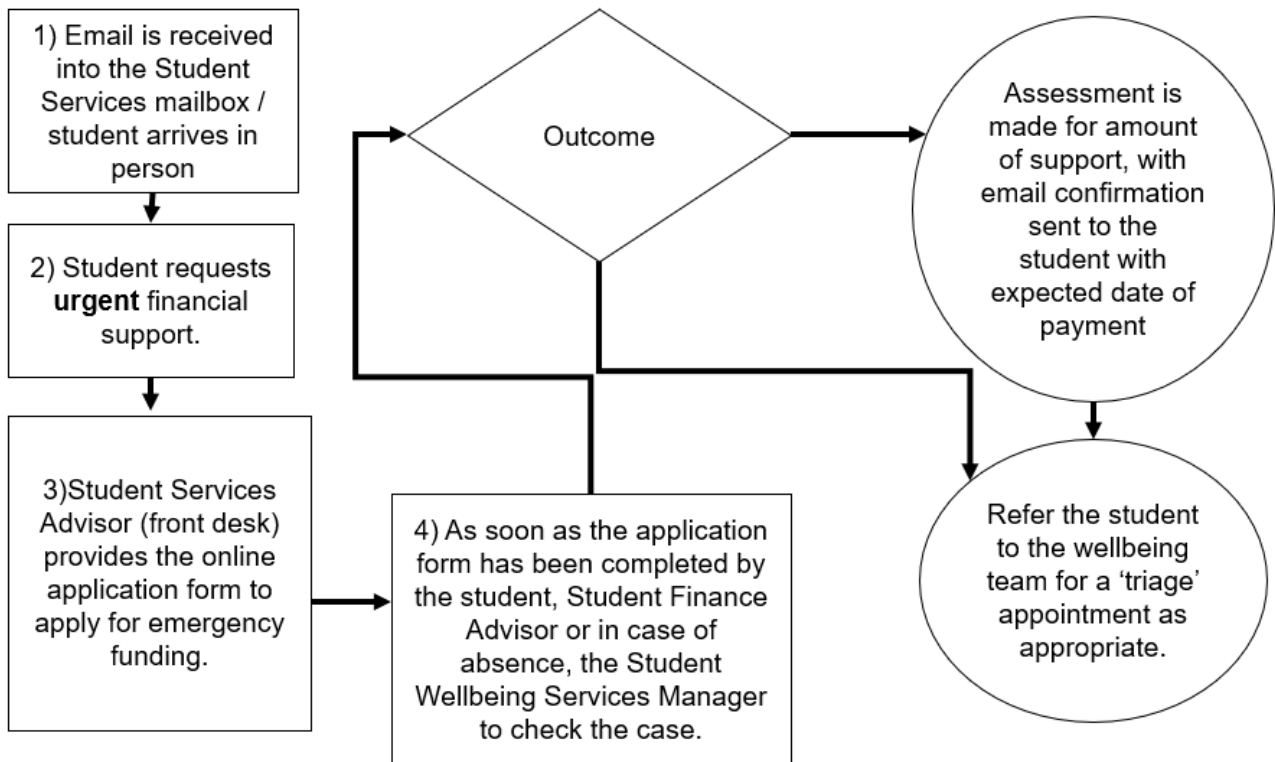 1) Email is received
into the Student
Services mailbox /
student arrives in
person
2) Student requests
urgent financial
support.
3)Student Services
Advisor (front desk)
provides the online
application form to
apply for emergency
funding.
4) As soon as the application
form has been completed by
the student, Student Finance
Advisor or in case of
absence, the Student
Wellbeing Services Manager
to check the case.
Outcome
Assessment is
made for amount
of support, with
email confirmation
sent to the
student with
expected date of
payment
Refer the student
to the wellbeing
team for a ‘triage’
appointment as
appropriate.